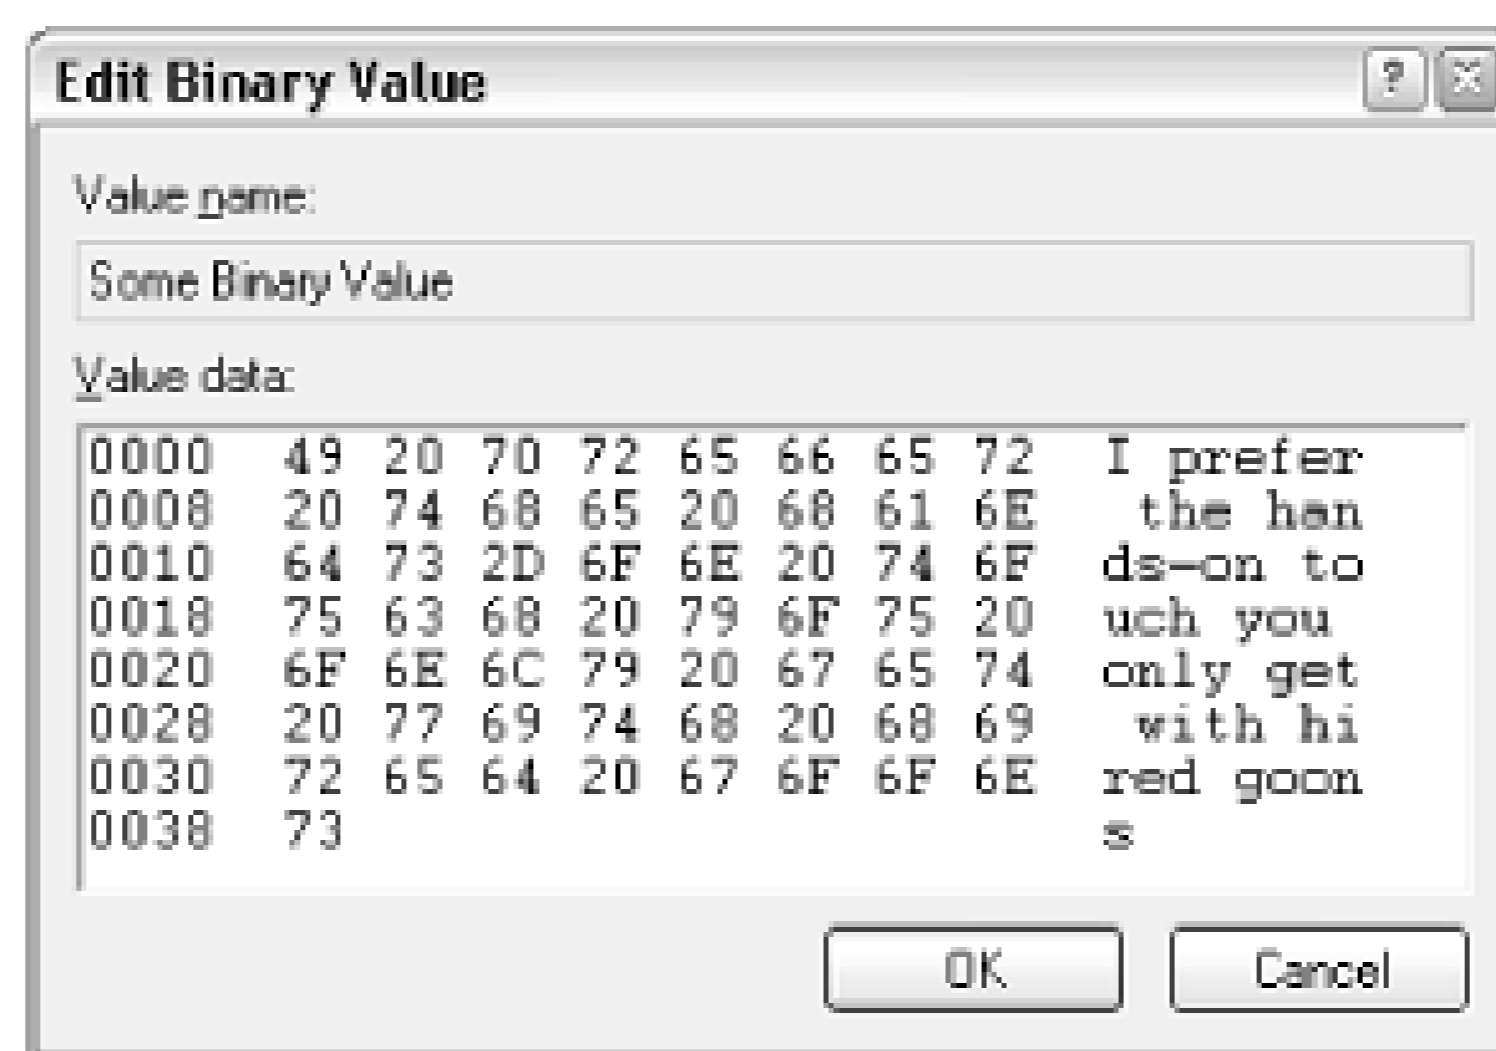 Edit Binary Value
Value name:
Some Binary Value
Value data:
0000 49 20 70 72 65 66 65 72 I prefer
0008 20 74 68 65 20 68 61 6E the han
0010 64 73 2D 6F 6E 20 74 6F ds-on to
0018 75 63 68 20 79 6F 75 20 uch you
0020 6F 6E 6C 79 20 67 65 74 only get
0028 20 77 69 74 68 20 68 69 with hi
0030 72 65 64 20 67 6F 6F 6E red goon
0038 73 s
OK Cancel